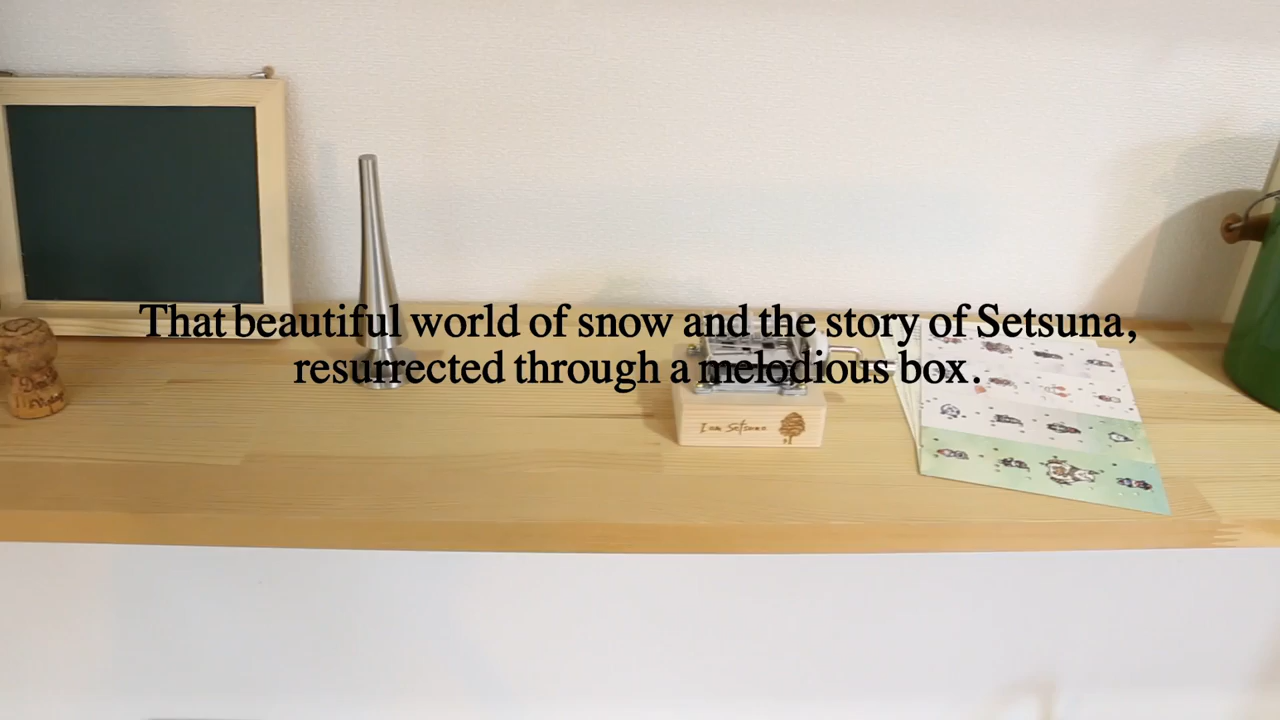 That beautiful world of snow and the story of Setsuna,
resurrected through a melodious box.
I am Setsuna